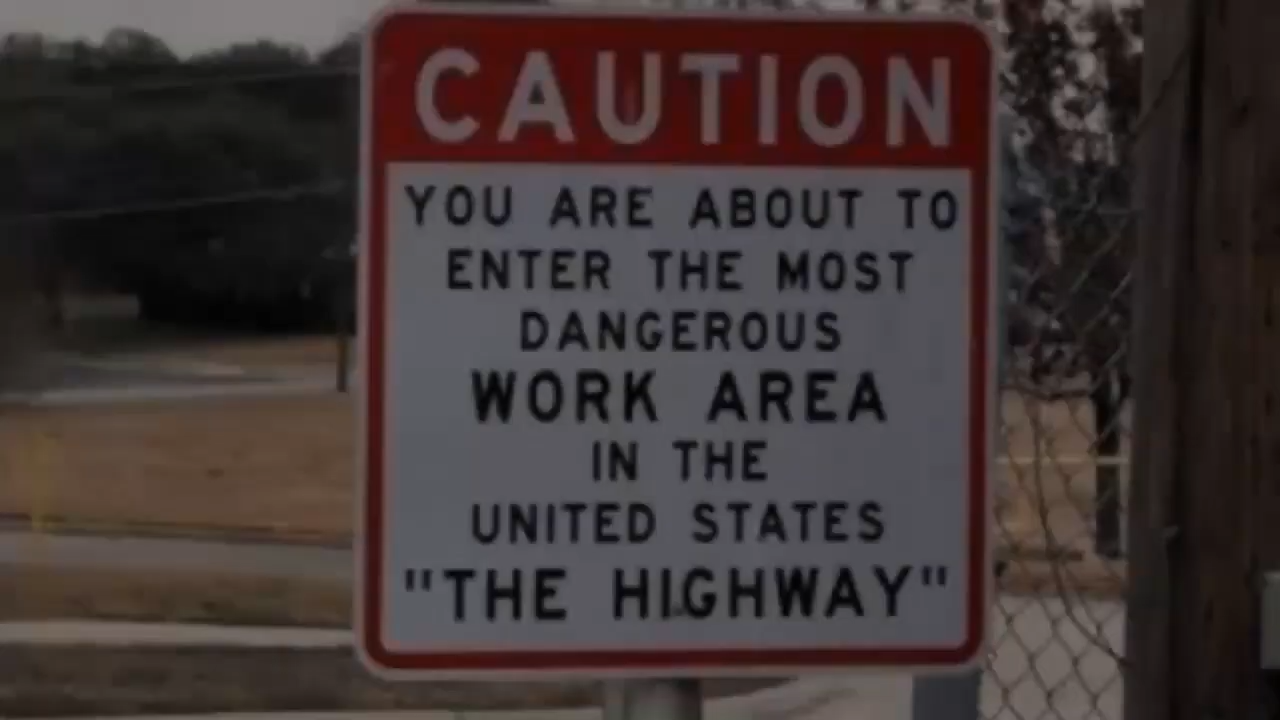 CAUTION
YOU ARE ABOUT TO
ENTER THE MOST
DANGEROUS
WORK AREA
IN THE
UNITED STATES
"THE HIGHWAY"